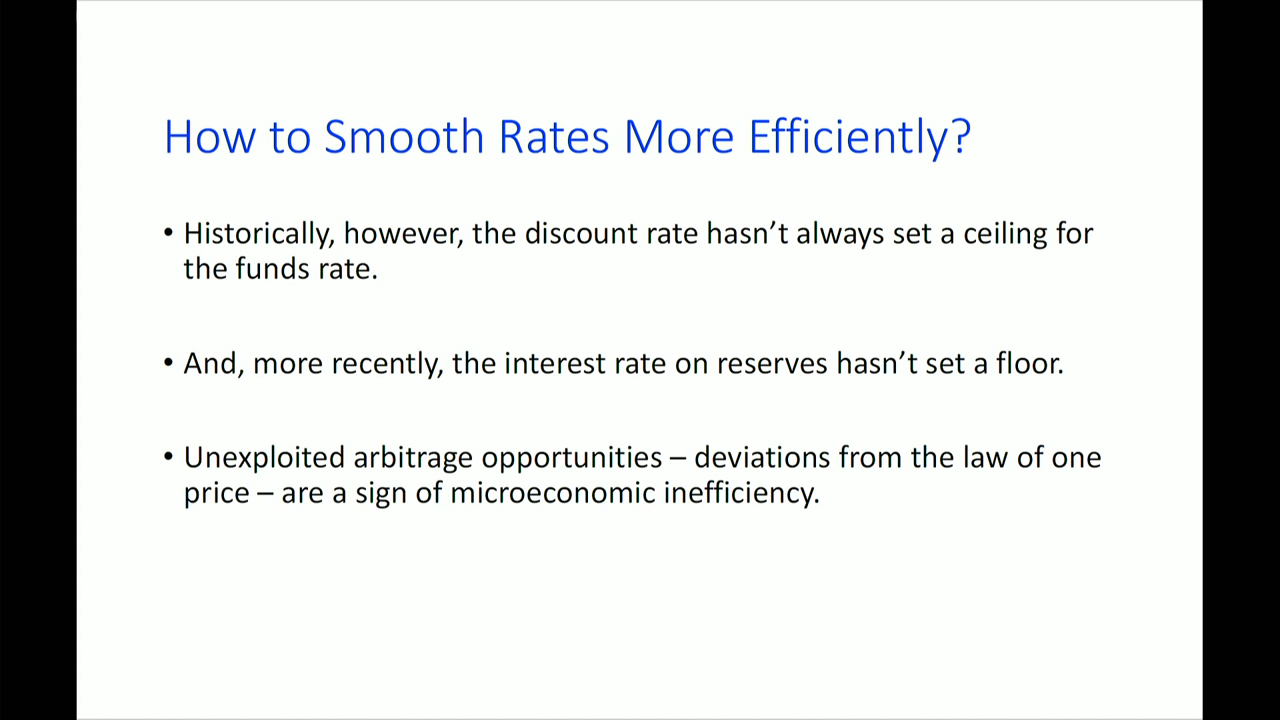 How to Smooth Rates More Efficiently?
• Historically, however, the discount rate hasn’t always set a ceiling for
the funds rate.
• And, more recently, the interest rate on reserves hasn’t set a floor.
• Unexploited arbitrage opportunities – deviations from the law of one
price – are a sign of microeconomic inefficiency.